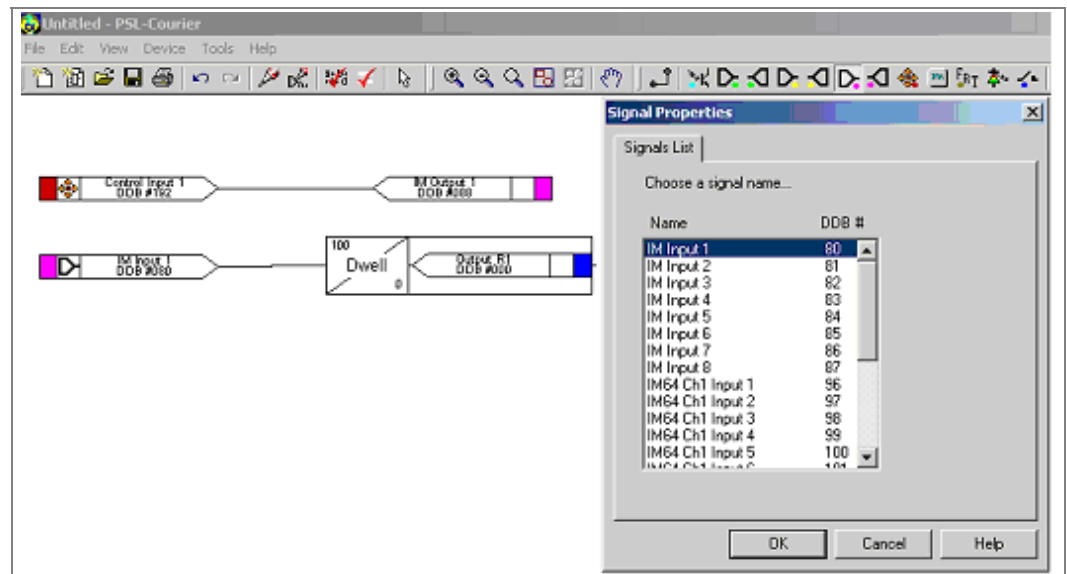 Untitled - PSL-Courier
File Edit View Device Tools Help
Signal Properties
Signals List
Choose a signal name...
Name DDB #
IM Input 1 80
IM Input 2 81
IM Input 3 82
IM Input 4 83
IM Input 5 84
IM Input 6 85
IM Input 7 86
IM Input 8 87
IM64 Ch1 Input 1 96
IM64 Ch1 Input 2 97
IM64 Ch1 Input 3 98
IM64 Ch1 Input 4 99
IM64 Ch1 Input 5 100
OK Cancel Help
Control Input 1
DDB #192
IM Output 1
DDB #088
IM Input 1
DDB #080
100
Dwell
0
Output R1
DDB #000